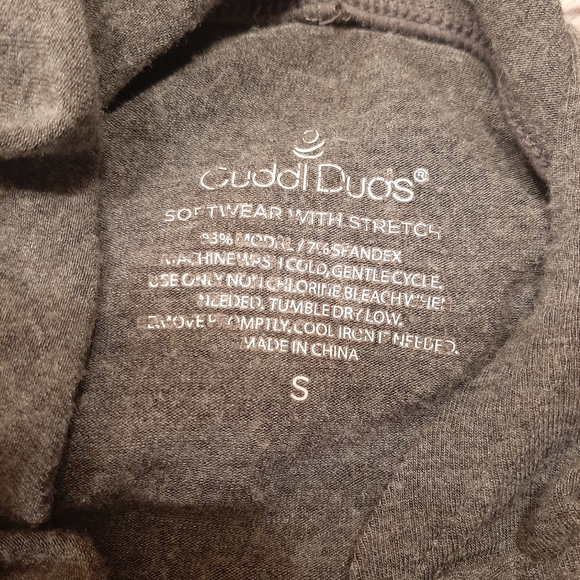 Cuddl Duds®
SOFTWEAR WITH STRETCH
93% MODAL / 7% SPANDEX
MACHINE WASH COLD, GENTLE CYCLE.
USE ONLY NON CHLORINE BLEACH WHEN
NEEDED, TUMBLE DRY LOW.
REMOVE PROMPTLY, COOL IRON IF NEEDED.
MADE IN CHINA
S